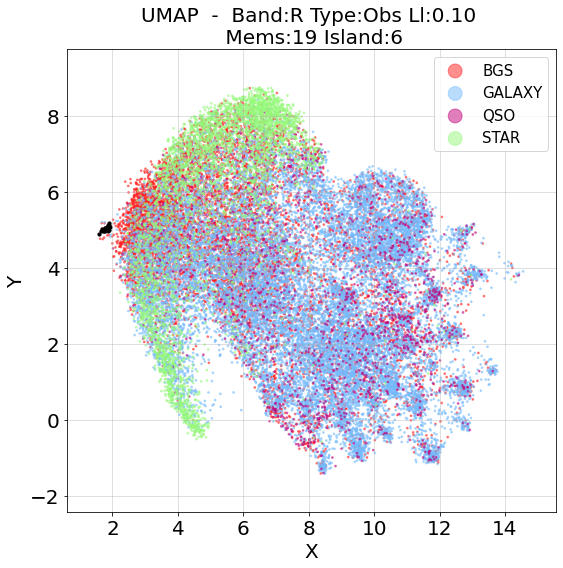 UMAP  -  Band:R Type:Obs Ll:0.10
Mems:19 Island:6
BGS
GALAXY
QSO
STAR
8
6
4
2
0
−2
Y
2 4 6 8 10 12 14
X